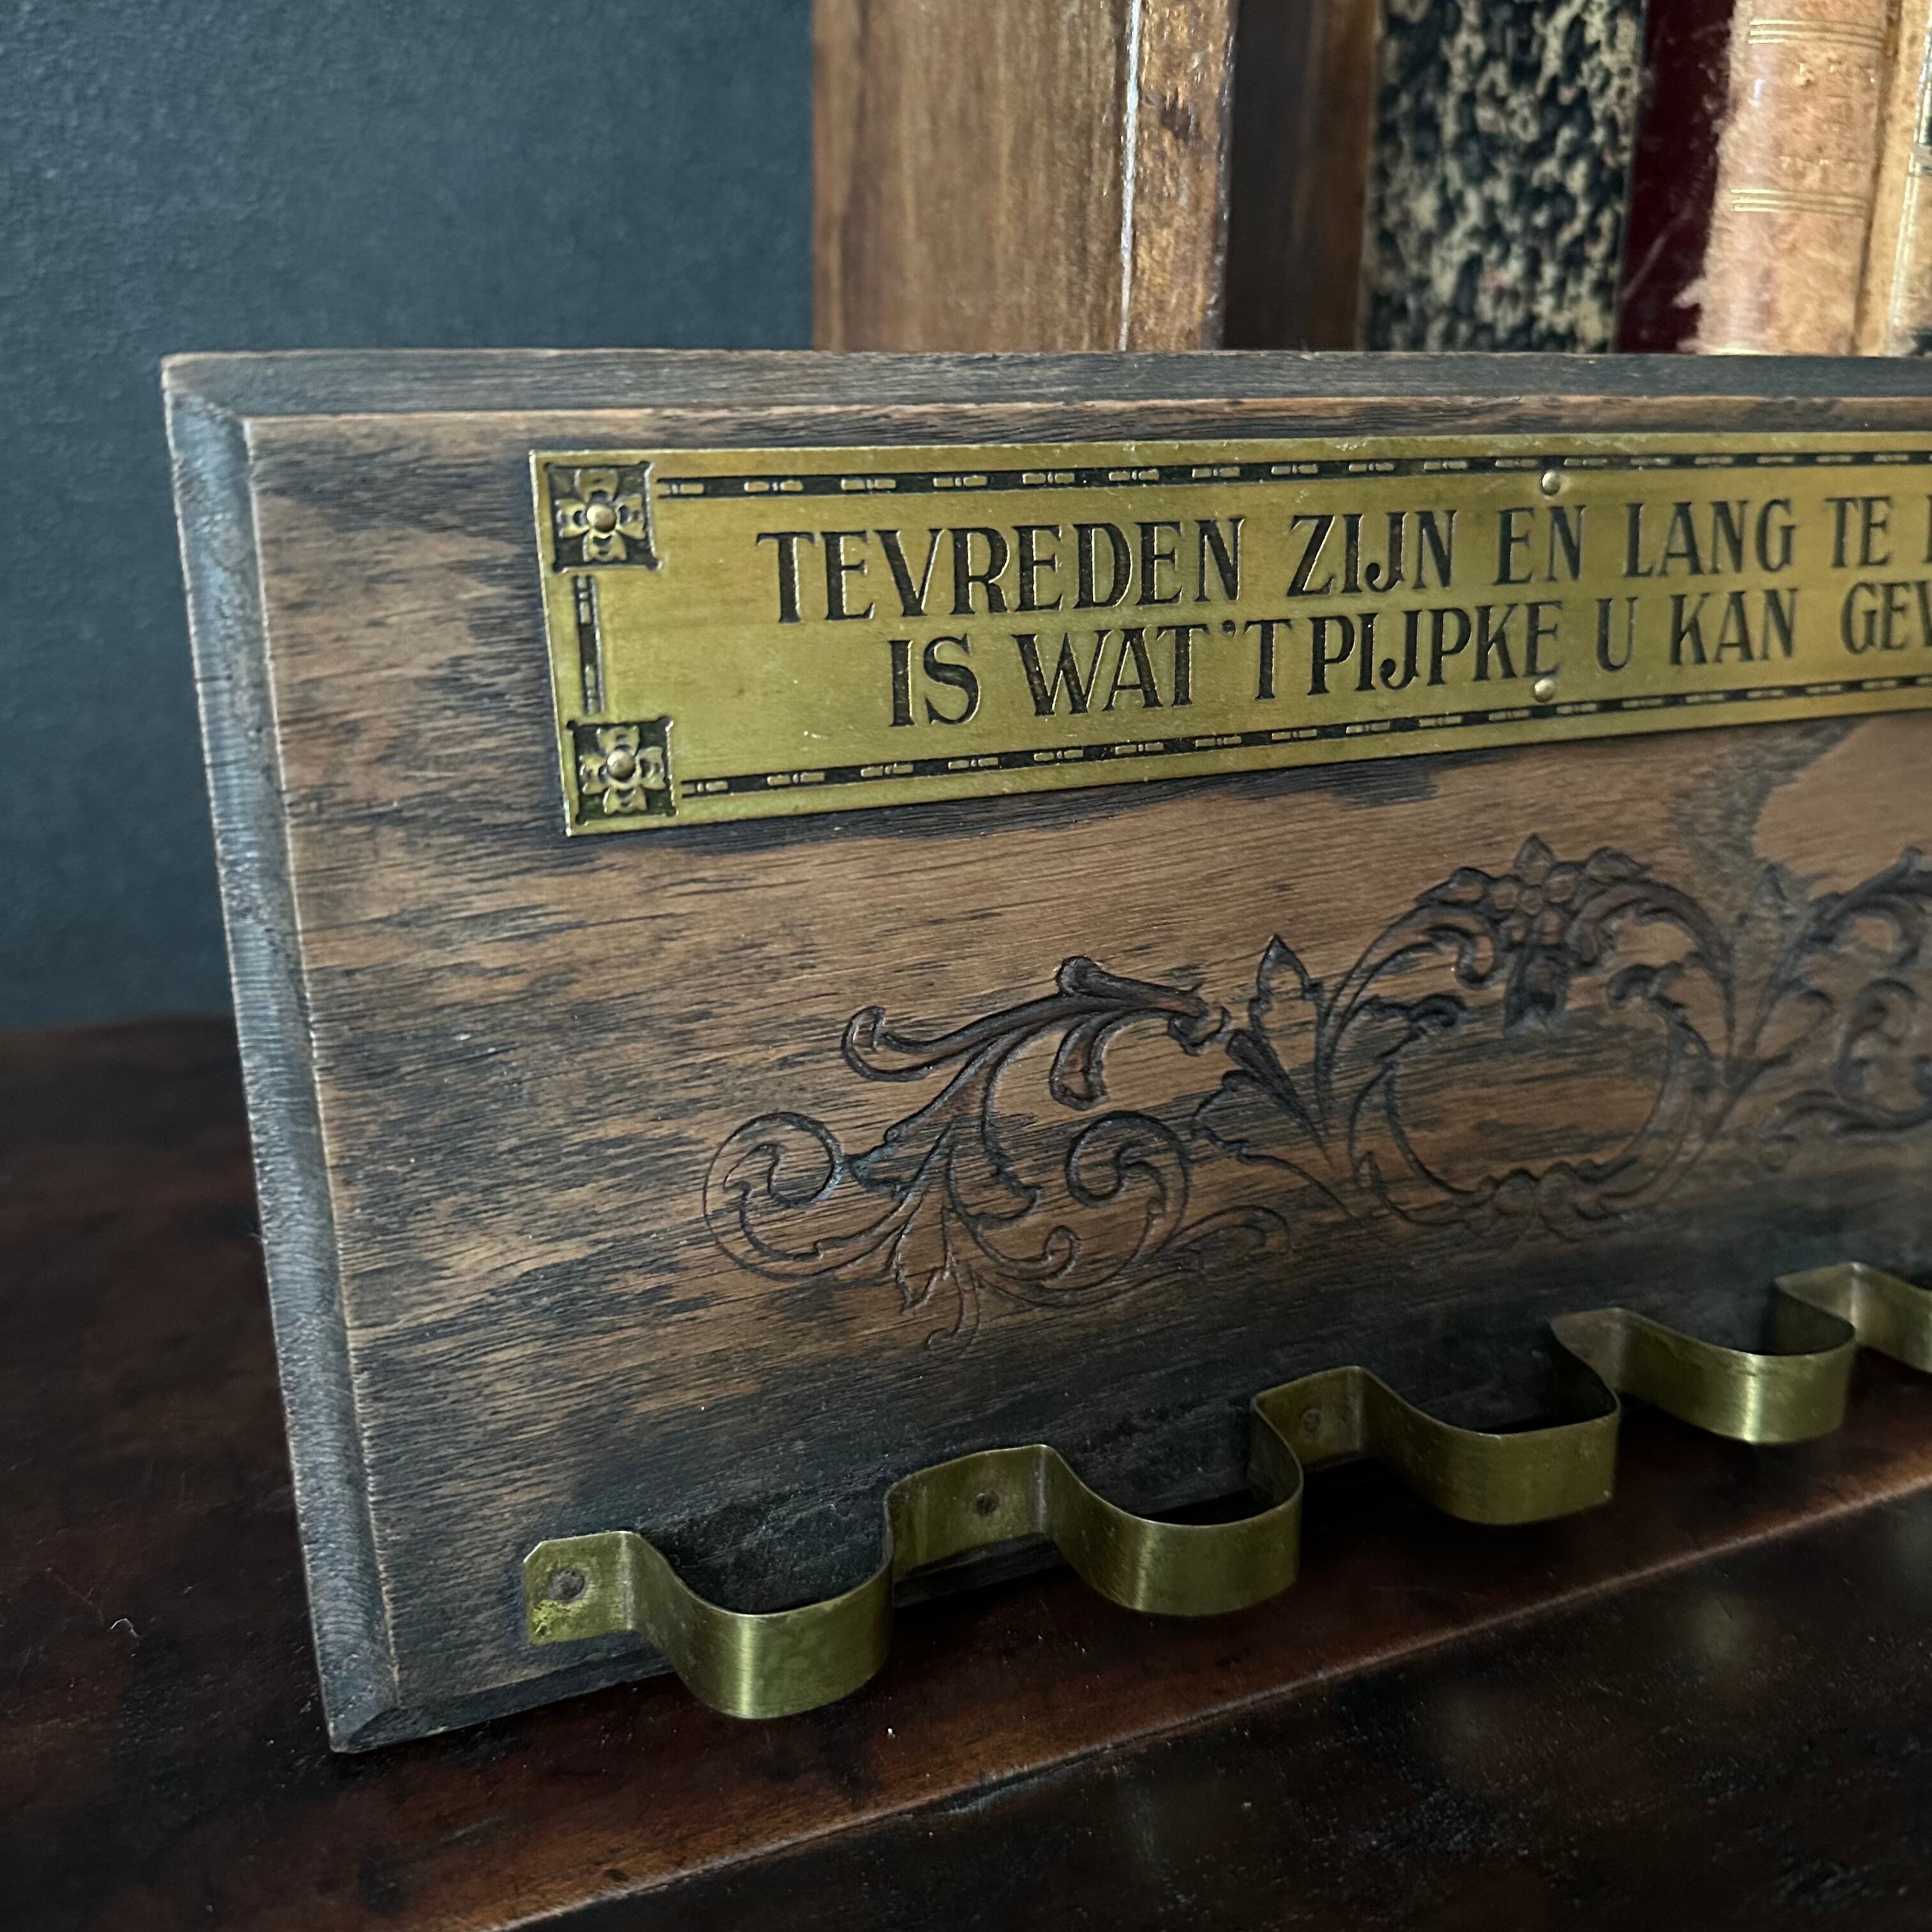 TEVREDEN ZIJN EN LANG TE
IS WAT 'T PIJPKE U KAN